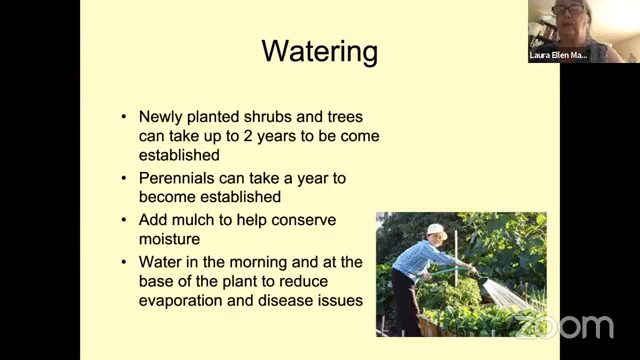 Watering
Laura Ellen Ma...
• Newly planted shrubs and trees
can take up to 2 years to be come
established
• Perennials can take a year to
become established
• Add mulch to help conserve
moisture
• Water in the morning and at the
base of the plant to reduce
evaporation and disease issues
zoom